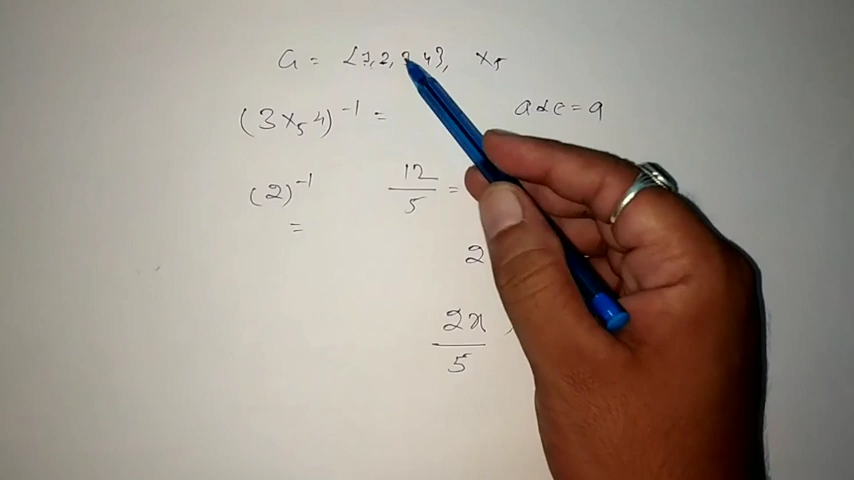 G = {1, 2, 3, 4}, ×₅
(3 ×₅ 4)⁻¹ = a * e = a
(2)⁻¹ 12/5 =
= 2
2x/5